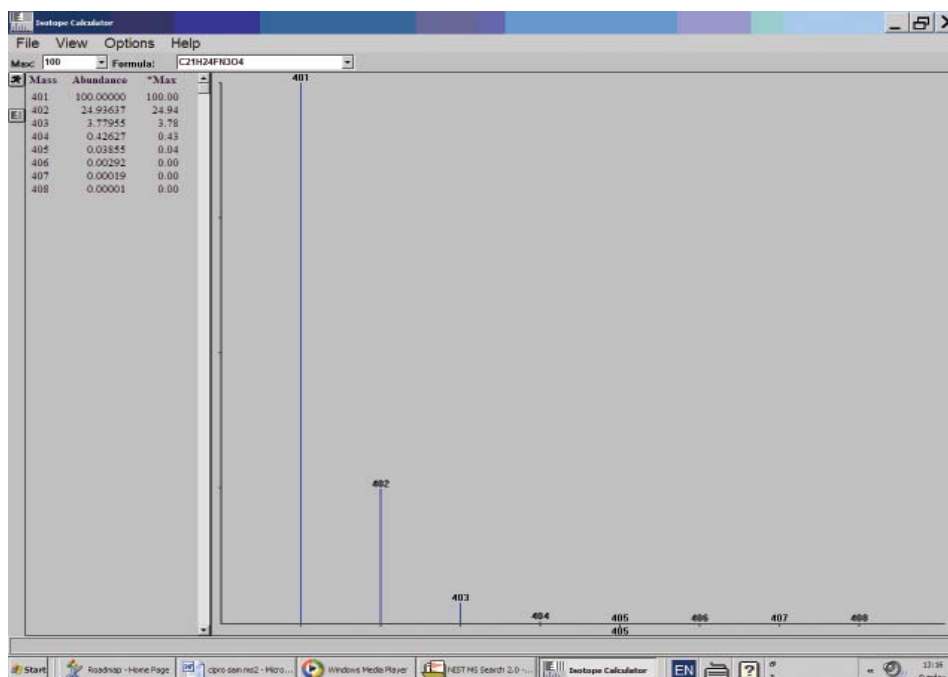 Isotope Calculator
File View Options Help
Max: 100 Formula: C21H24FN3O4
Mass Abundance %Max
401 100.00000 100.00
402 24.93637 24.94
403 3.77955 3.78
404 0.42627 0.43
405 0.03855 0.04
406 0.00292 0.00
407 0.00019 0.00
408 0.00001 0.00
401
402
403
404 405 406 407 408
405
Start Roadmap - Home Page cipro sam.ms2 - Micro... Windows Media Player NIST MS Search 2.0 - ... Isotope Calculator EN ? « 13:16